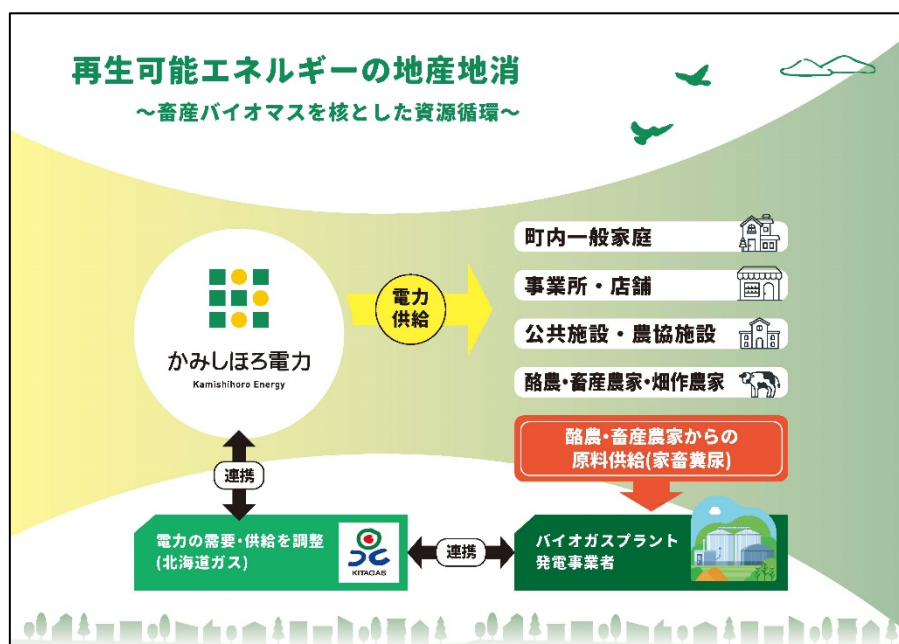 再生可能エネルギーの地産地消
～畜産バイオマスを核とした資源循環～
かみしほろ電力
Kamishihoro Energy
電力
供給
町内一般家庭
事業所・店舗
公共施設・農協施設
酪農・畜産農家・畑作農家
酪農・畜産農家からの
原料供給(家畜糞尿)
連携
電力の需要・供給を調整
(北海道ガス)
KITAGAS
連携
バイオガスプラント
発電事業者